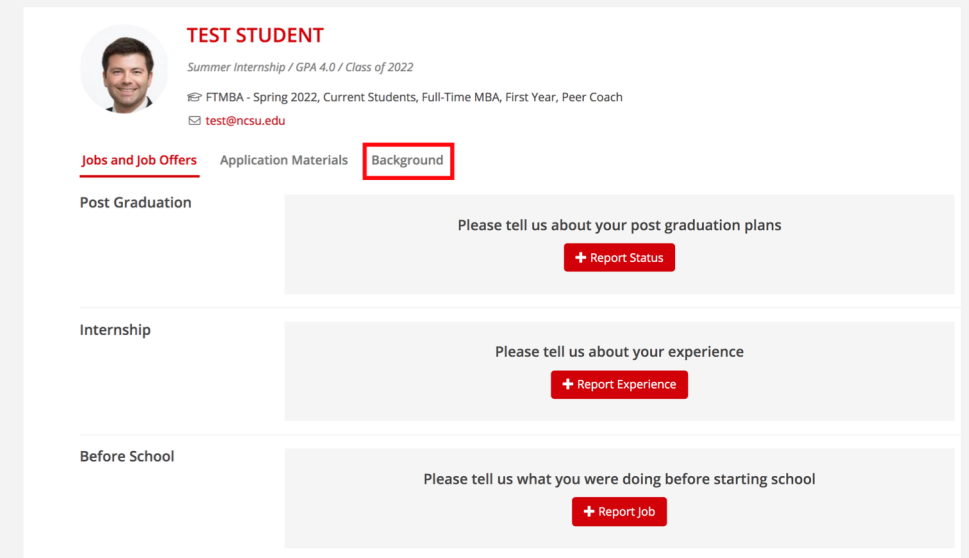 TEST STUDENT
Summer Internship / GPA 4.0 / Class of 2022
FTMBA - Spring 2022, Current Students, Full-Time MBA, First Year, Peer Coach
test@ncsu.edu
Jobs and Job Offers Application Materials Background
Post Graduation
Please tell us about your post graduation plans
+ Report Status
Internship
Please tell us about your experience
+ Report Experience
Before School
Please tell us what you were doing before starting school
+ Report Job